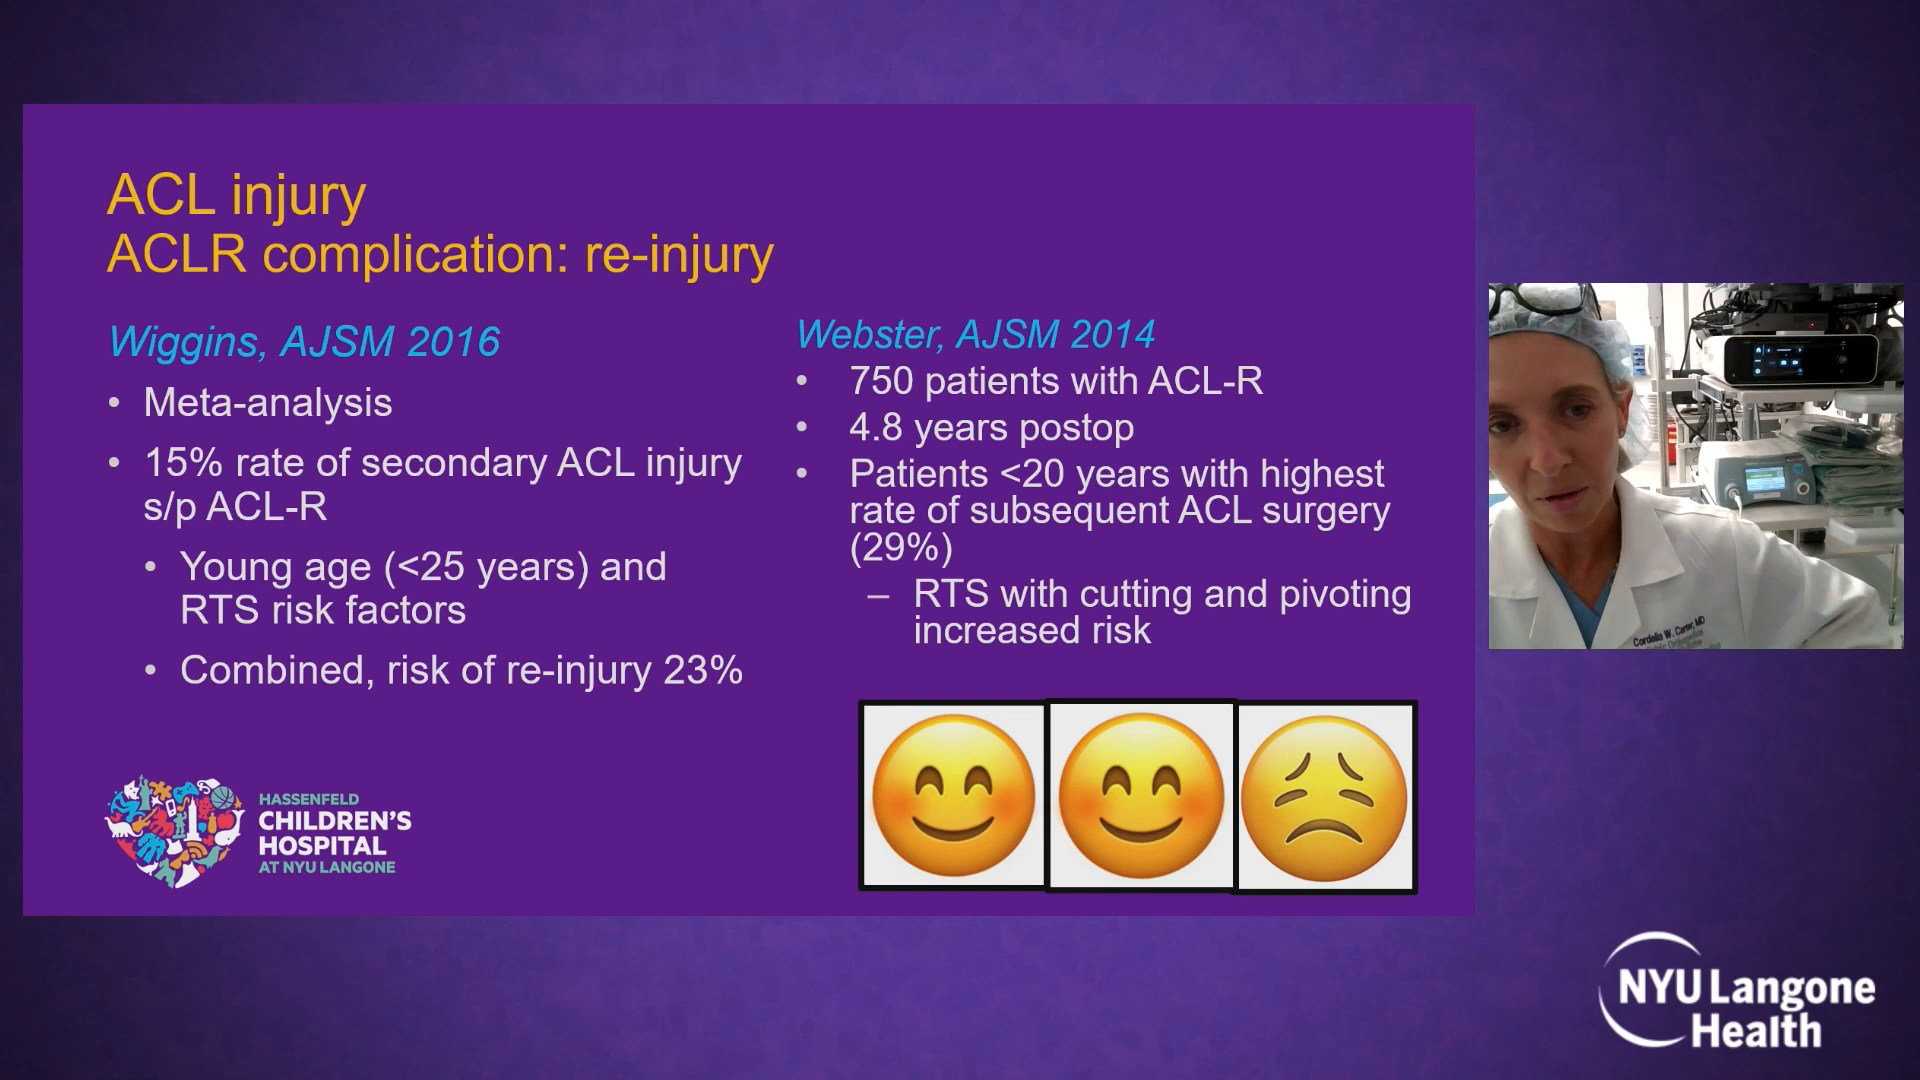 ACL injury
ACLR complication: re-injury
Wiggins, AJSM 2016
• Meta-analysis
• 15% rate of secondary ACL injury
s/p ACL-R
• Young age (<25 years) and
RTS risk factors
• Combined, risk of re-injury 23%
Webster, AJSM 2014
• 750 patients with ACL-R
• 4.8 years postop
• Patients <20 years with highest
rate of subsequent ACL surgery
(29%)
– RTS with cutting and pivoting
increased risk
HASSENFELD
CHILDREN'S
HOSPITAL
AT NYU LANGONE
Cordelia W. Carter, MD
NYU Langone
Health